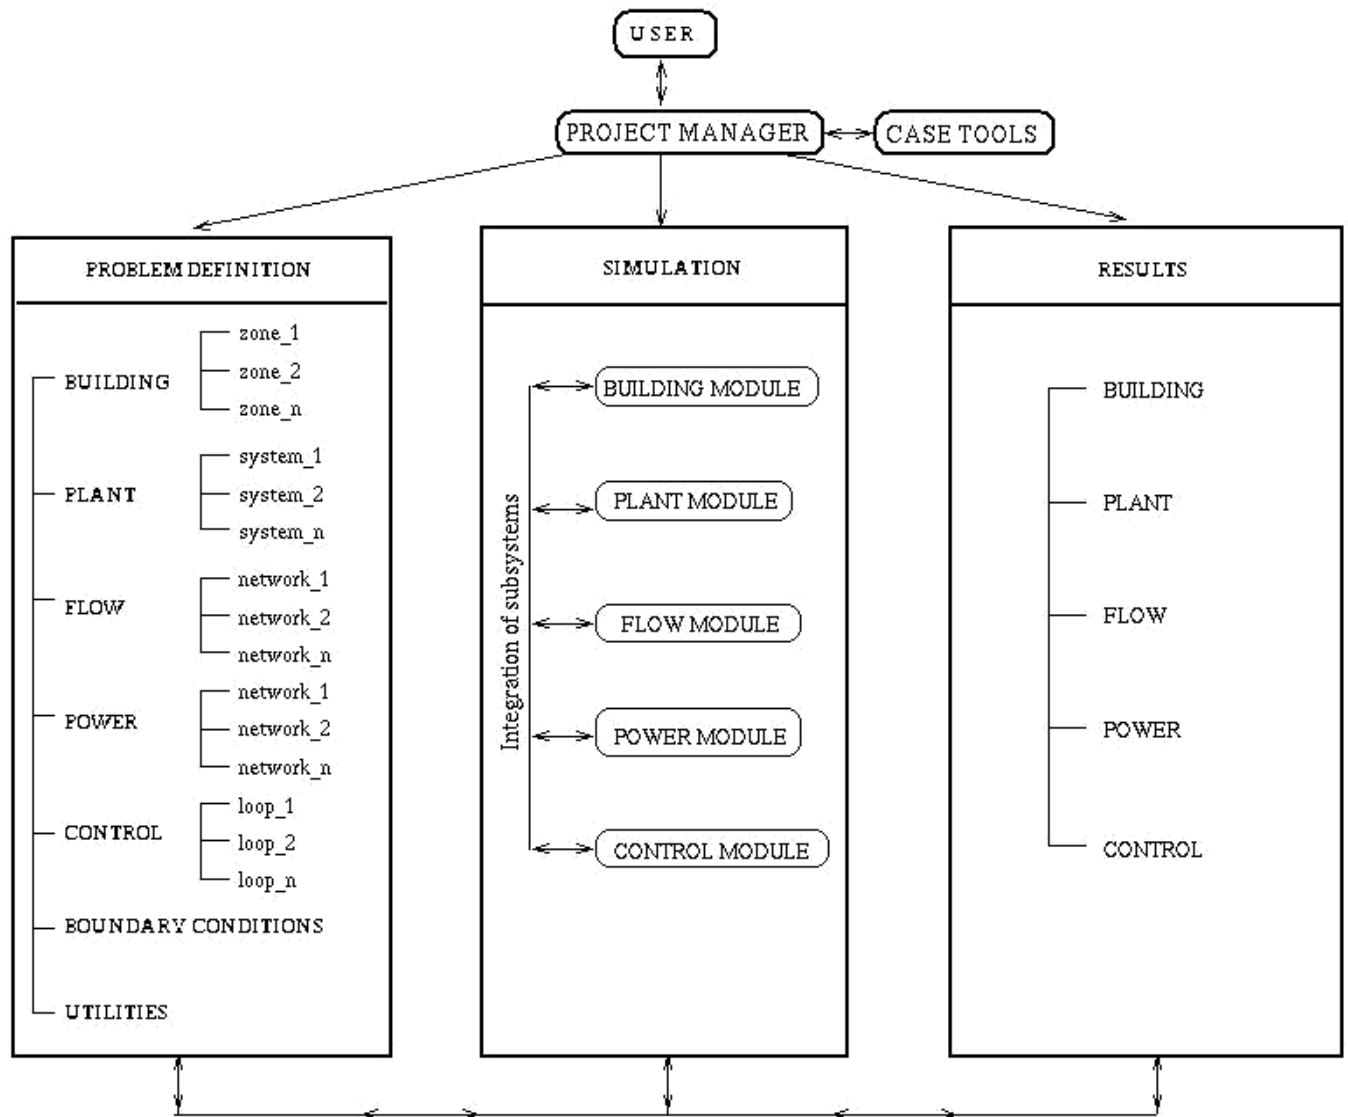 USER
PROJECT MANAGER
CASE TOOLS
PROBLEM DEFINITION
BUILDING
zone_1
zone_2
zone_n
PLANT
system_1
system_2
system_n
FLOW
network_1
network_2
network_n
POWER
network_1
network_2
network_n
CONTROL
loop_1
loop_2
loop_n
BOUNDARY CONDITIONS
UTILITIES
SIMULATION
Integration of subsystems
BUILDING MODULE
PLANT MODULE
FLOW MODULE
POWER MODULE
CONTROL MODULE
RESULTS
BUILDING
PLANT
FLOW
POWER
CONTROL